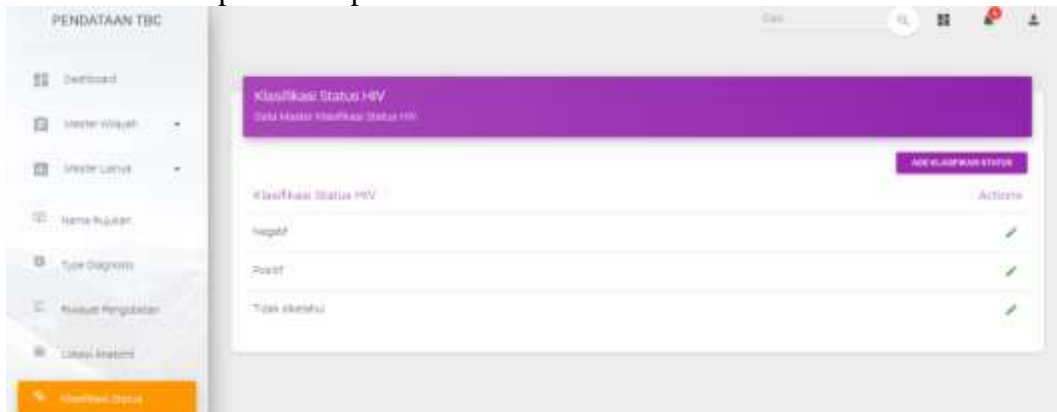 PENDATAAN TBC
Cari
Dashboard
Master Wilayah
Master Lainya
Nama Rujukan
Type Diagnosis
Riwayat Pengobatan
Lokasi Anatomi
Klasifikasi Status
Klasifikasi Status HIV
Data Master Klasifikasi Status HIV
ADD KLASIFIKASI STATUS
Klasifikasi Status HIV Actions
Negatif
Positif
Tidak diketahui